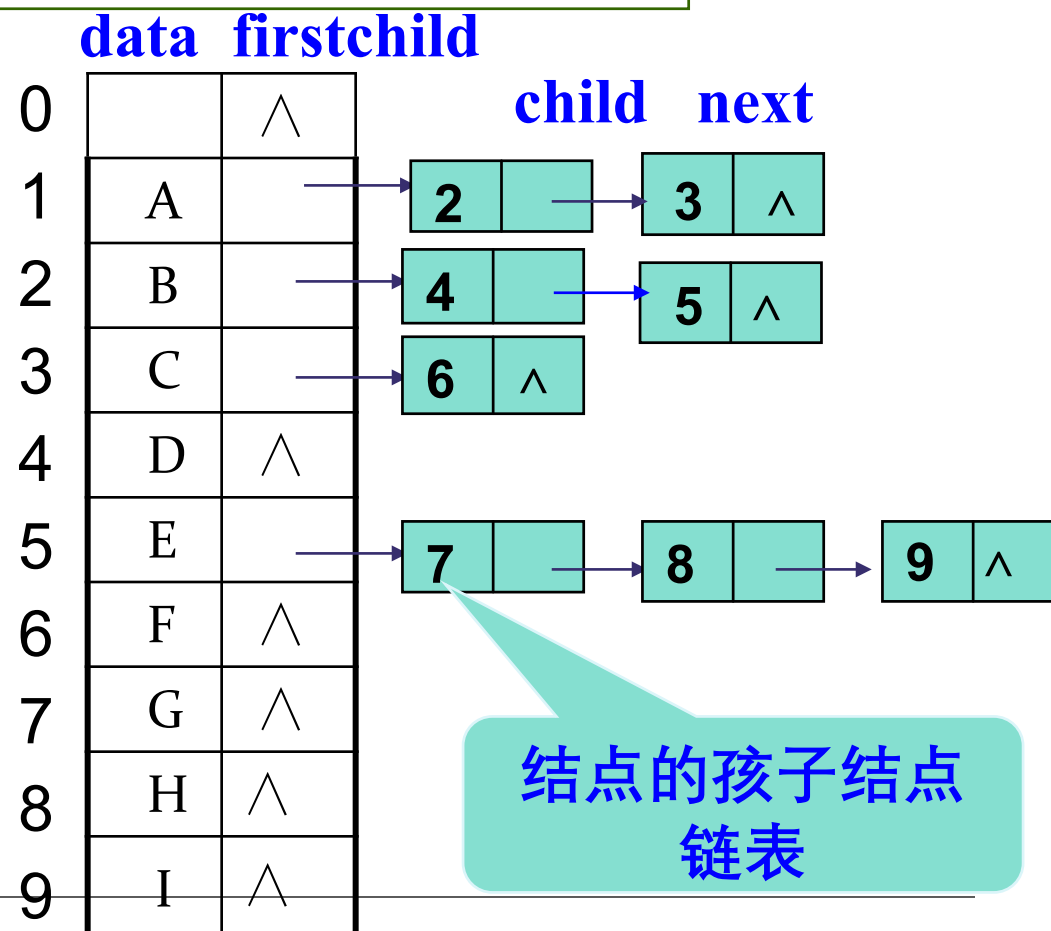 data firstchild
child next
0 ∧
1 A 2 3 ∧
2 B 4 5 ∧
3 C 6 ∧
4 D ∧
5 E 7 8 9 ∧
6 F ∧
7 G ∧
8 H ∧
9 I ∧
结点的孩子结点
链表